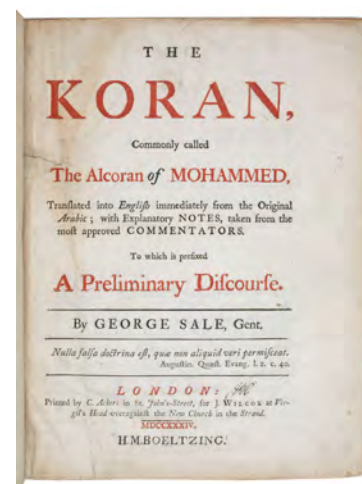 THE
KORAN,
Commonly called
The Alcoran of MOHAMMED,
Tranſlated into Engliſh immediately from the Original
Arabic; with Explanatory NOTES, taken from the
moſt approved COMMENTATORS.
To which is prefixed
A Preliminary Diſcourſe.
By GEORGE SALE, Gent.
Nulla falſa doctrina eſt, quæ non aliquid veri permiſceat.
Auguſtin. Quæſt. Evang. l. 2. c. 40.
LONDON:
Printed by C. Ackers in St. John's-Street, for J. WILCOX at Vir-
gil's Head overagainſt the New Church in the Strand.
MDCCXXXIV.
H.M.BOELTZING.